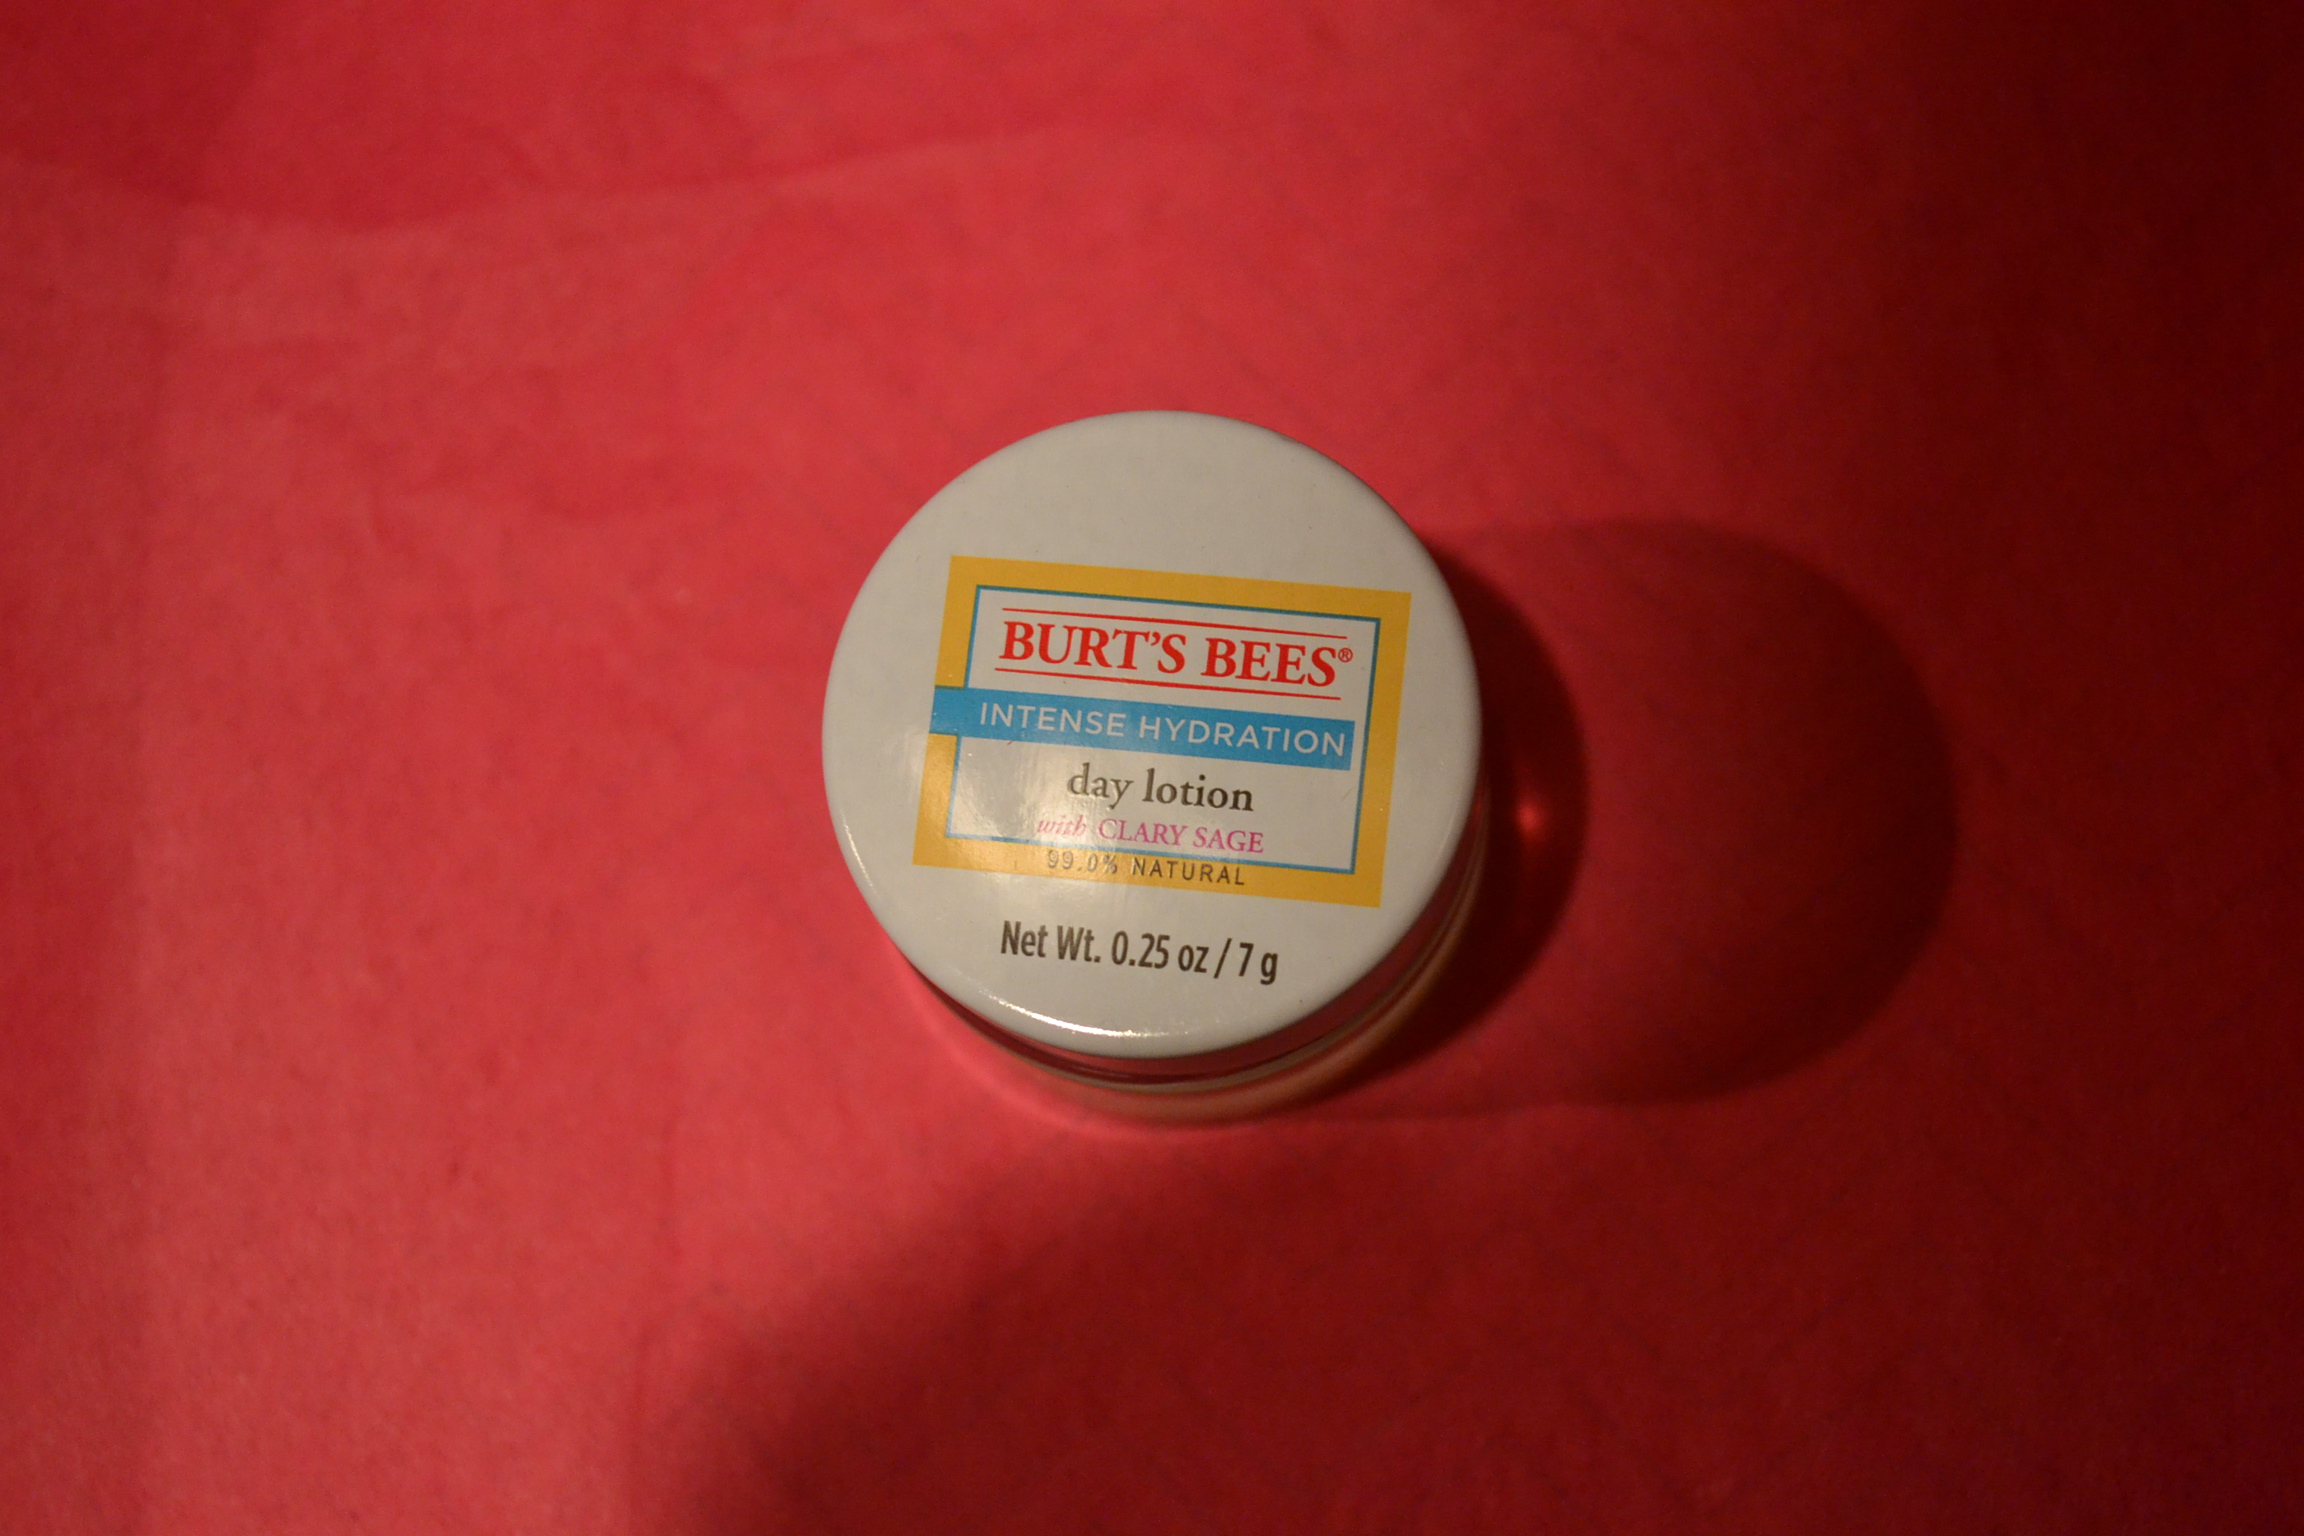 BURT'S BEES®
INTENSE HYDRATION
day lotion
with CLARY SAGE
99.0% NATURAL
Net Wt. 0.25 oz / 7 g